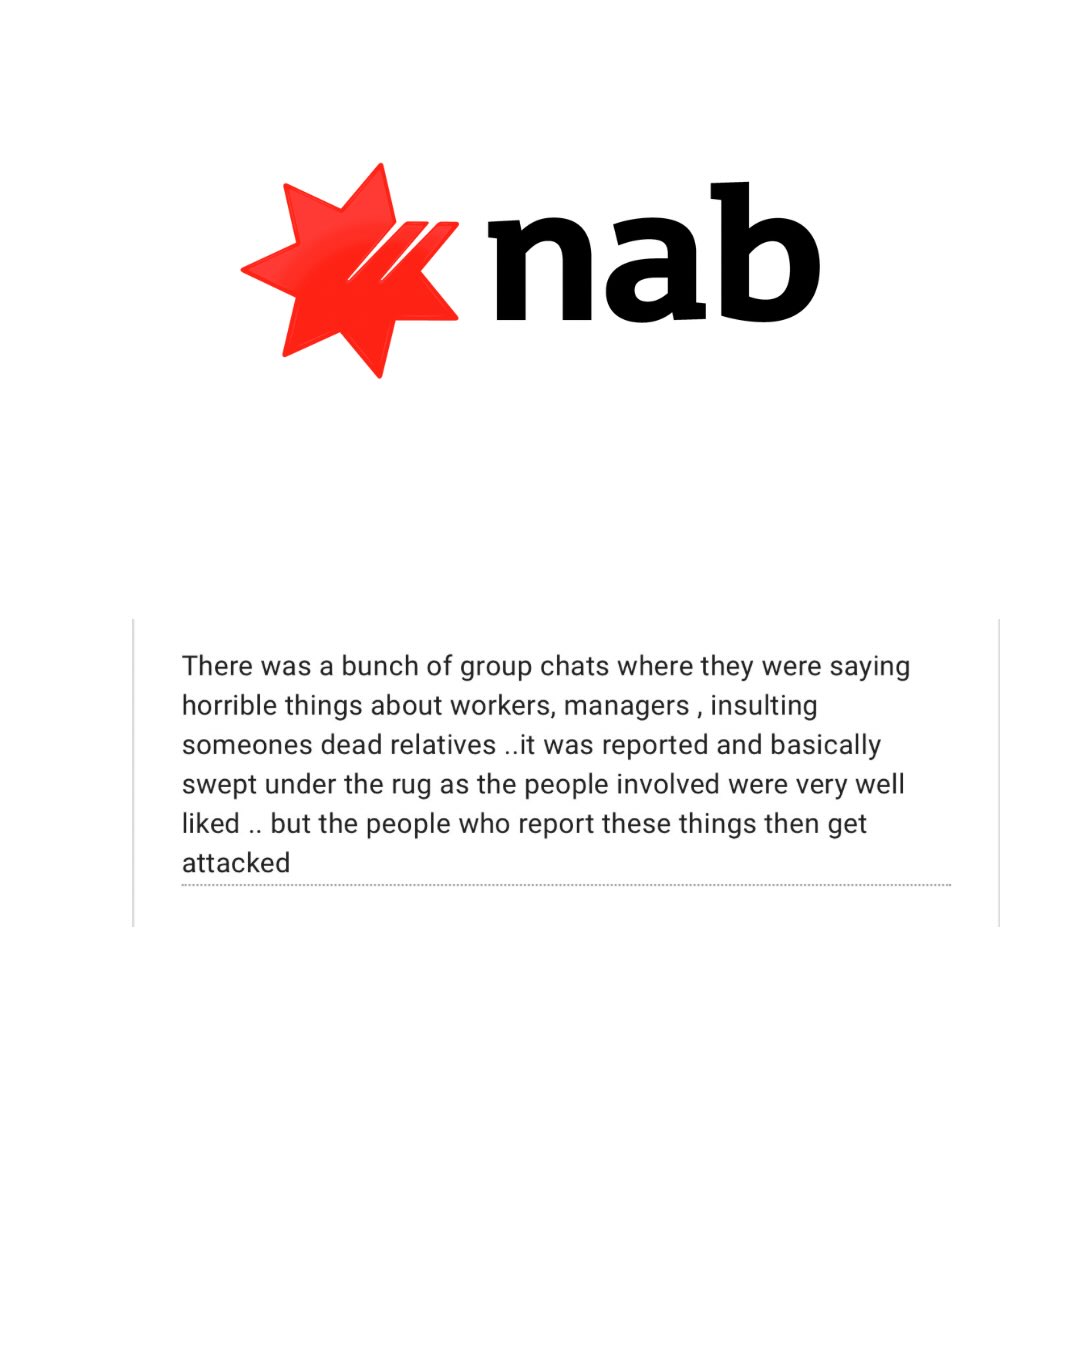 nab
There was a bunch of group chats where they were saying
horrible things about workers, managers , insulting
someones dead relatives ..it was reported and basically
swept under the rug as the people involved were very well
liked .. but the people who report these things then get
attacked